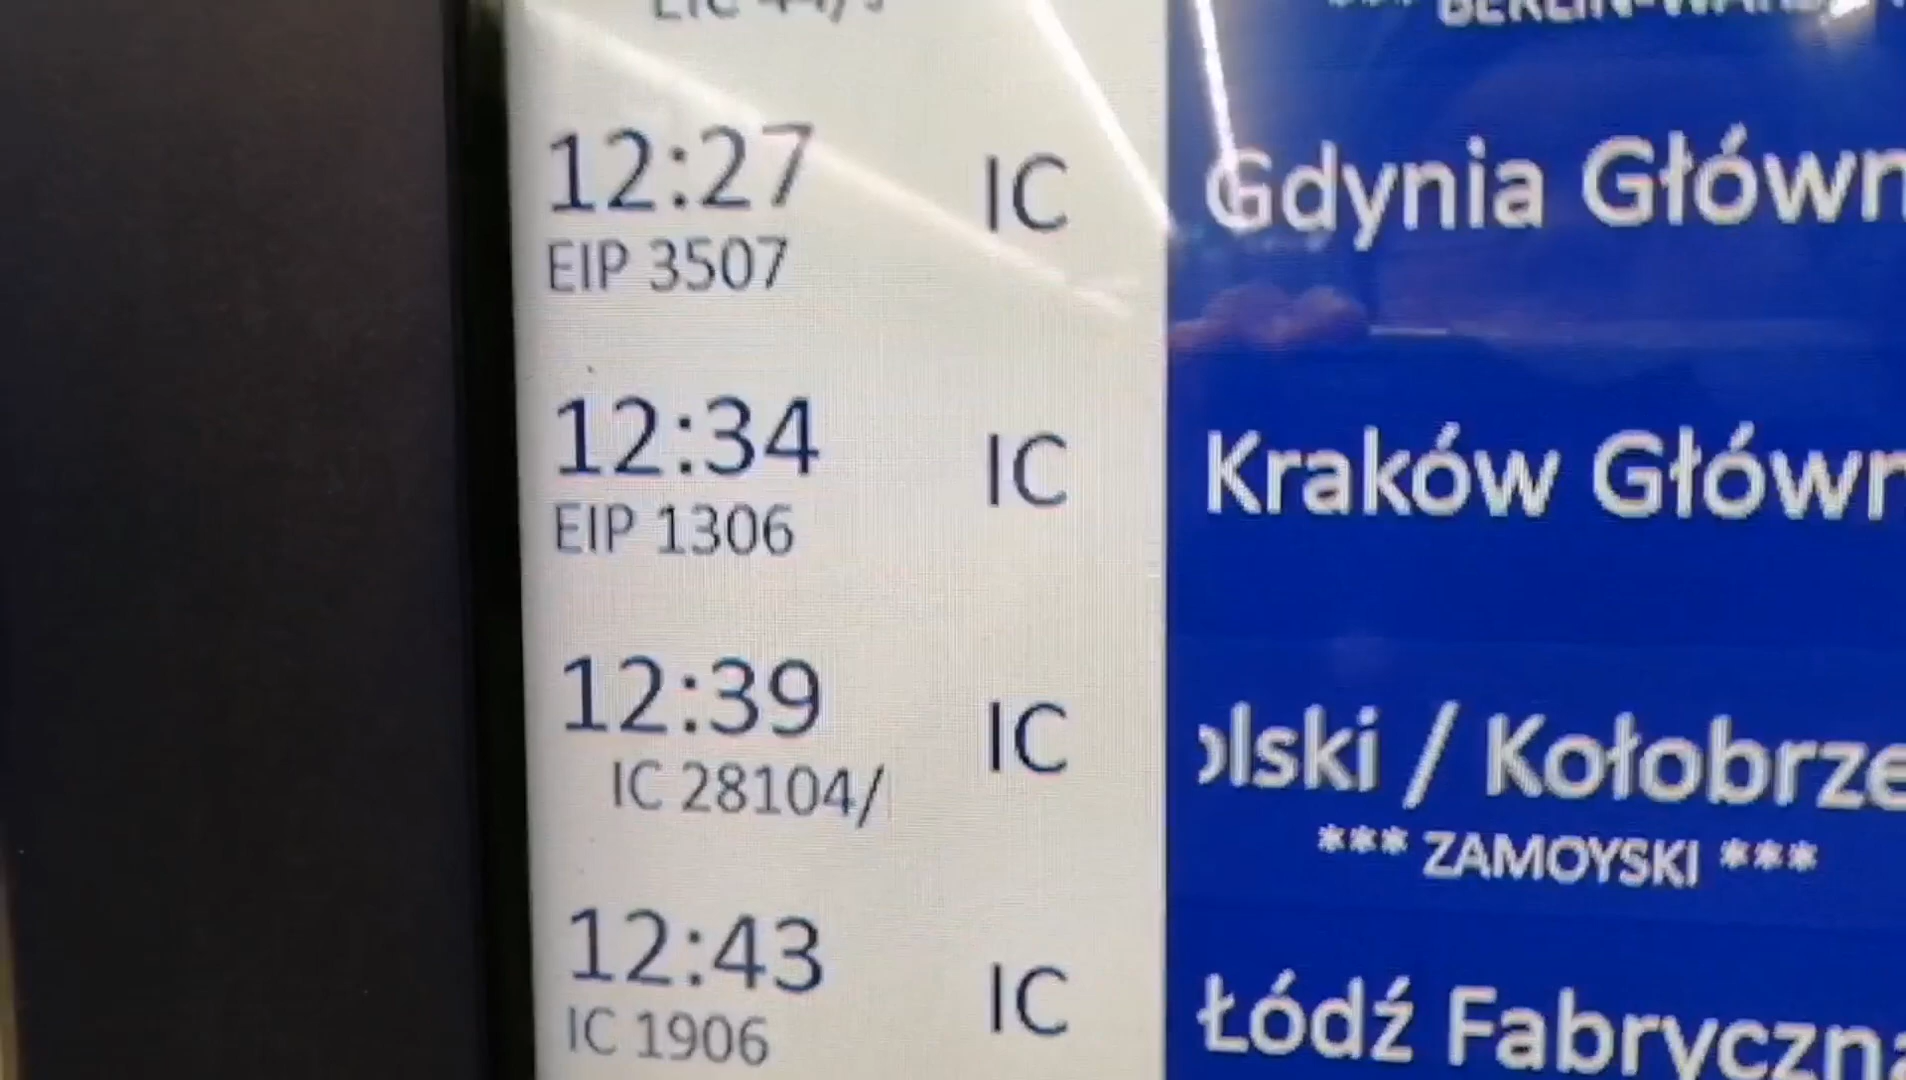 12:27 IC Gdynia Główn
EIP 3507
12:34 IC Kraków Główn
EIP 1306
12:39 IC olski / Kołobrze
IC 28104/ *** ZAMOYSKI ***
12:43 IC Łódź Fabryczna
IC 1906